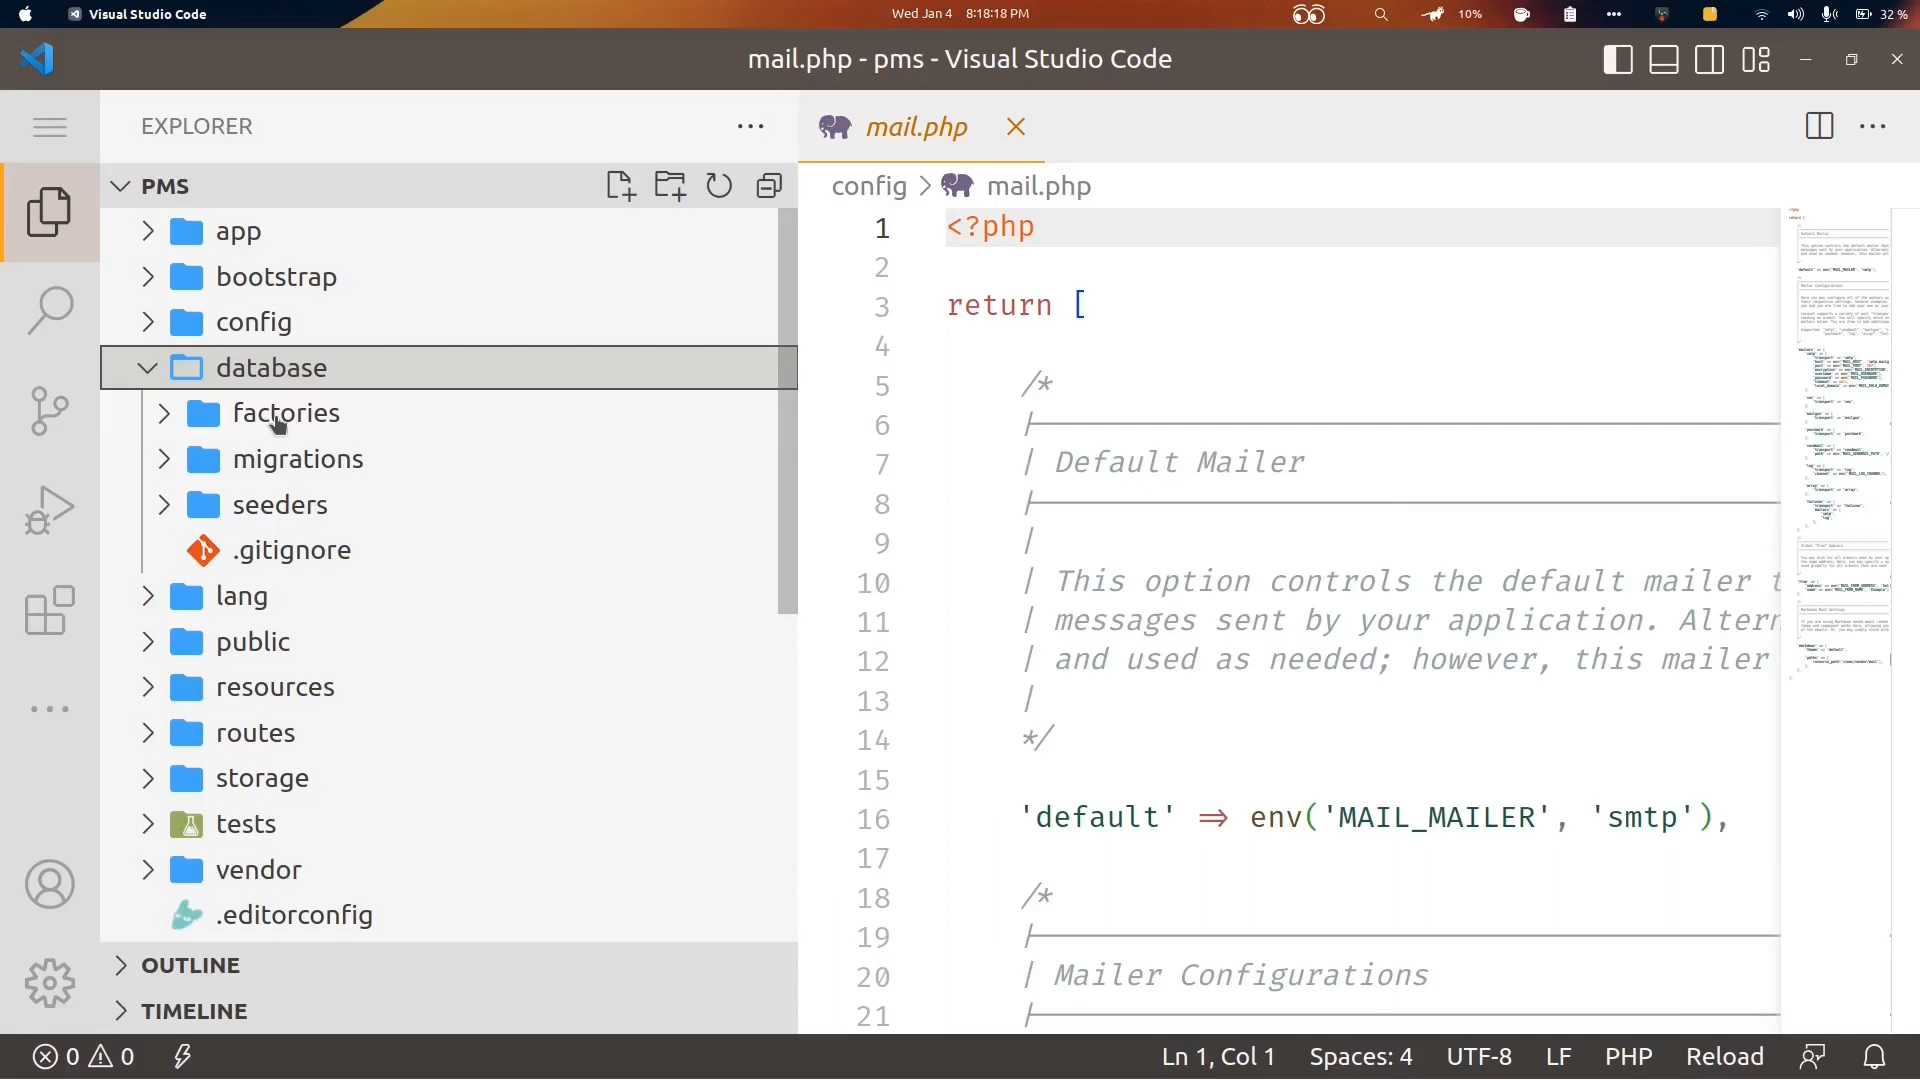 Visual Studio Code
Wed Jan 4 8:18:18 PM
10%
32 %
mail.php - pms - Visual Studio Code
EXPLORER
mail.php
PMS
config > mail.php
app
bootstrap
config
database
factories
migrations
seeders
.gitignore
lang
public
resources
routes
storage
tests
vendor
.editorconfig
OUTLINE
TIMELINE
1 <?php
2
3 return [
4
5 /*
6 |
7 | Default Mailer
8 |
9 |
10 | This option controls the default mailer t
11 | messages sent by your application. Altern
12 | and used as needed; however, this mailer
13 |
14 */
15
16 'default' => env('MAIL_MAILER', 'smtp'),
17
18 /*
19 |
20 | Mailer Configurations
21 |
0 0
Ln 1, Col 1 Spaces: 4 UTF-8 LF PHP Reload